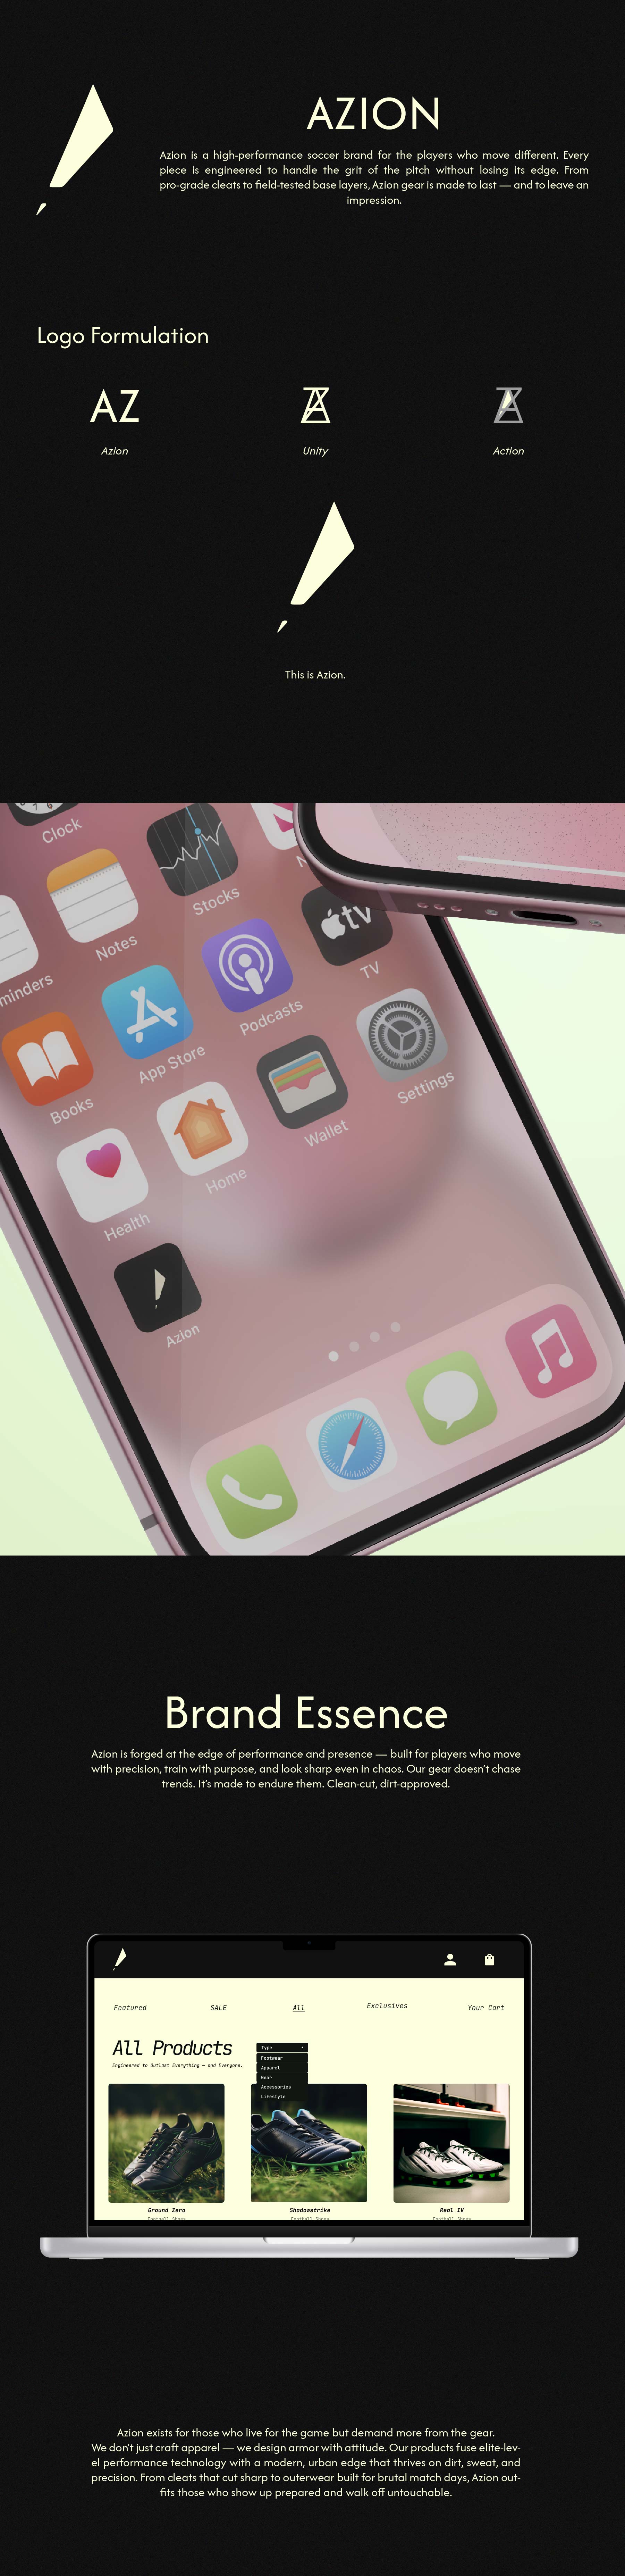 AZION
Azion is a high-performance soccer brand for the players who move different. Every
piece is engineered to handle the grit of the pitch without losing its edge. From
pro-grade cleats to field-tested base layers, Azion gear is made to last — and to leave an
impression.
Logo Formulation
AZ
Azion
Unity
Action
This is Azion.
Clock
Stocks
Notes
tv
TV
minders
Podcasts
App Store
Settings
Books
Wallet
Home
Health
Azion
Brand Essence
Azion is forged at the edge of performance and presence — built for players who move
with precision, train with purpose, and look sharp even in chaos. Our gear doesn't chase
trends. It's made to endure them. Clean-cut, dirt-approved.
Featured SALE All Exclusives Your Cart
All Products
Engineered to Outlast Everything — and Everyone.
Type
Footwear
Apparel
Gear
Accessories
Lifestyle
Ground Zero
Shadowstrike
Real IV
Azion exists for those who live for the game but demand more from the gear.
We don't just craft apparel — we design armor with attitude. Our products fuse elite-lev-
el performance technology with a modern, urban edge that thrives on dirt, sweat, and
precision. From cleats that cut sharp to outerwear built for brutal match days, Azion out-
fits those who show up prepared and walk off untouchable.